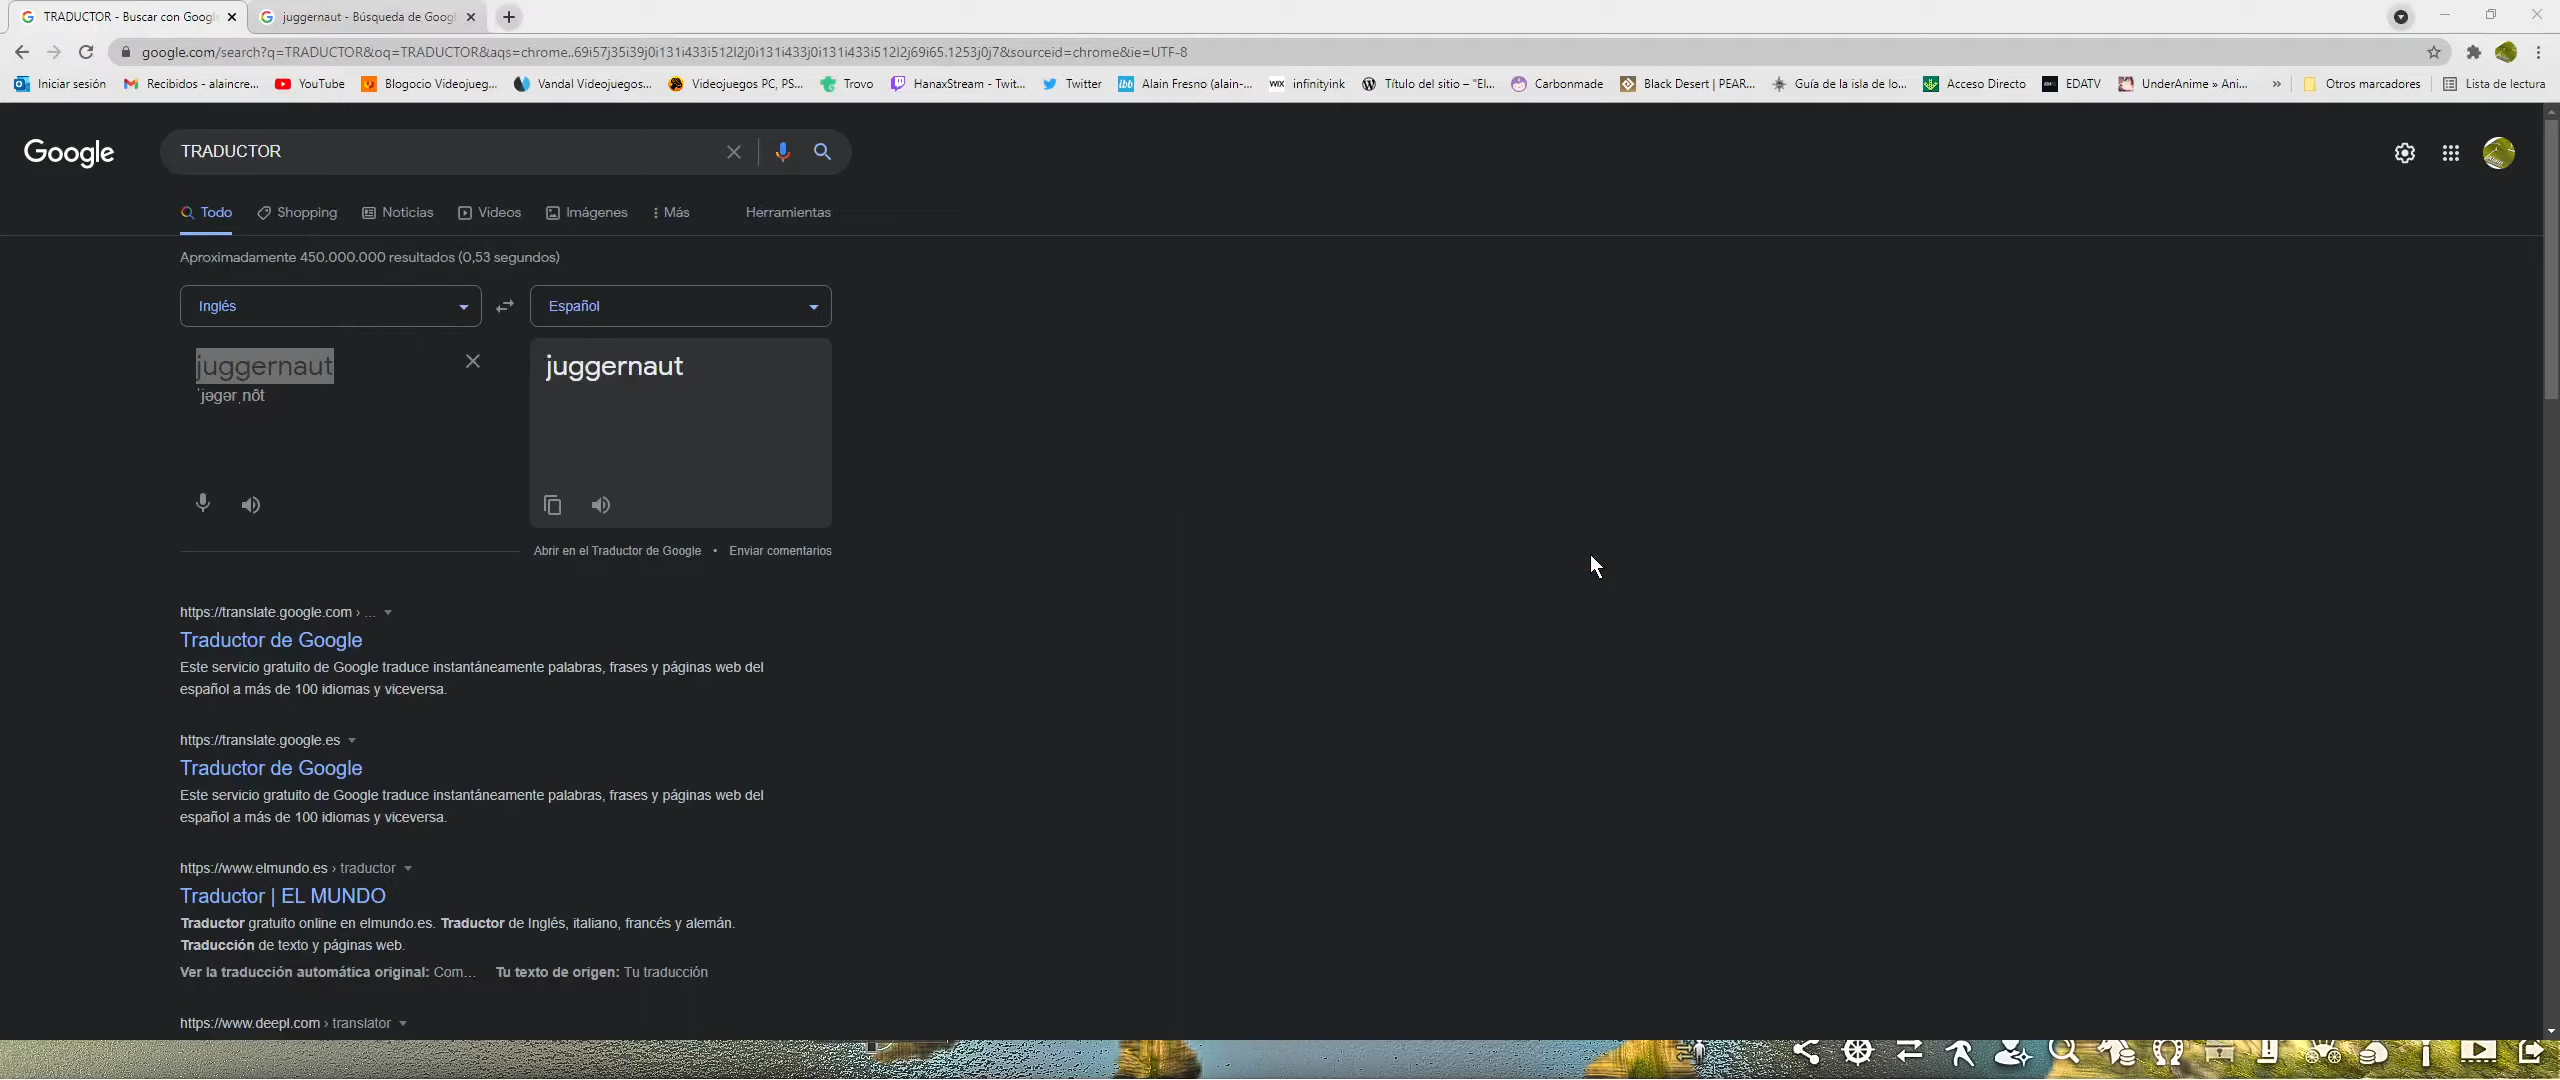 TRADUCTOR - Buscar con Google
juggernaut - Búsqueda de Googl
google.com/search?q=TRADUCTOR&oq=TRADUCTOR&aqs=chrome..69i57j35i39j0i131i433i512l2j0i131i433j0i131i433i512l2j69i65.1253j0j7&sourceid=chrome&ie=UTF-8
Iniciar sesión
Recibidos - alaincre...
YouTube
Blogocio Videojueg...
Vandal Videojuegos...
Videojuegos PC, PS...
Trovo
HanaxStream - Twit...
Twitter
Alain Fresno (alain-...
WIX infinityink
Título del sitio – "El...
Carbonmade
Black Desert | PEAR...
Guía de la isla de lo...
Acceso Directo
EDATV
UnderAnime » Ani...
»
Otros marcadores
Lista de lectura
Google
TRADUCTOR
Todo
Shopping
Noticias
Vídeos
Imágenes
Más
Herramientas
Aproximadamente 450.000.000 resultados (0,53 segundos)
Inglés
Español
juggernaut
ˈjəgərˌnôt
juggernaut
Abrir en el Traductor de Google • Enviar comentarios
https://translate.google.com › ...
Traductor de Google
Este servicio gratuito de Google traduce instantáneamente palabras, frases y páginas web del
español a más de 100 idiomas y viceversa.
https://translate.google.es
Traductor de Google
Este servicio gratuito de Google traduce instantáneamente palabras, frases y páginas web del
español a más de 100 idiomas y viceversa.
https://www.elmundo.es › traductor
Traductor | EL MUNDO
Traductor gratuito online en elmundo.es. Traductor de Inglés, italiano, francés y alemán.
Traducción de texto y páginas web.
Ver la traducción automática original: Com... Tu texto de origen: Tu traducción
https://www.deepl.com › translator